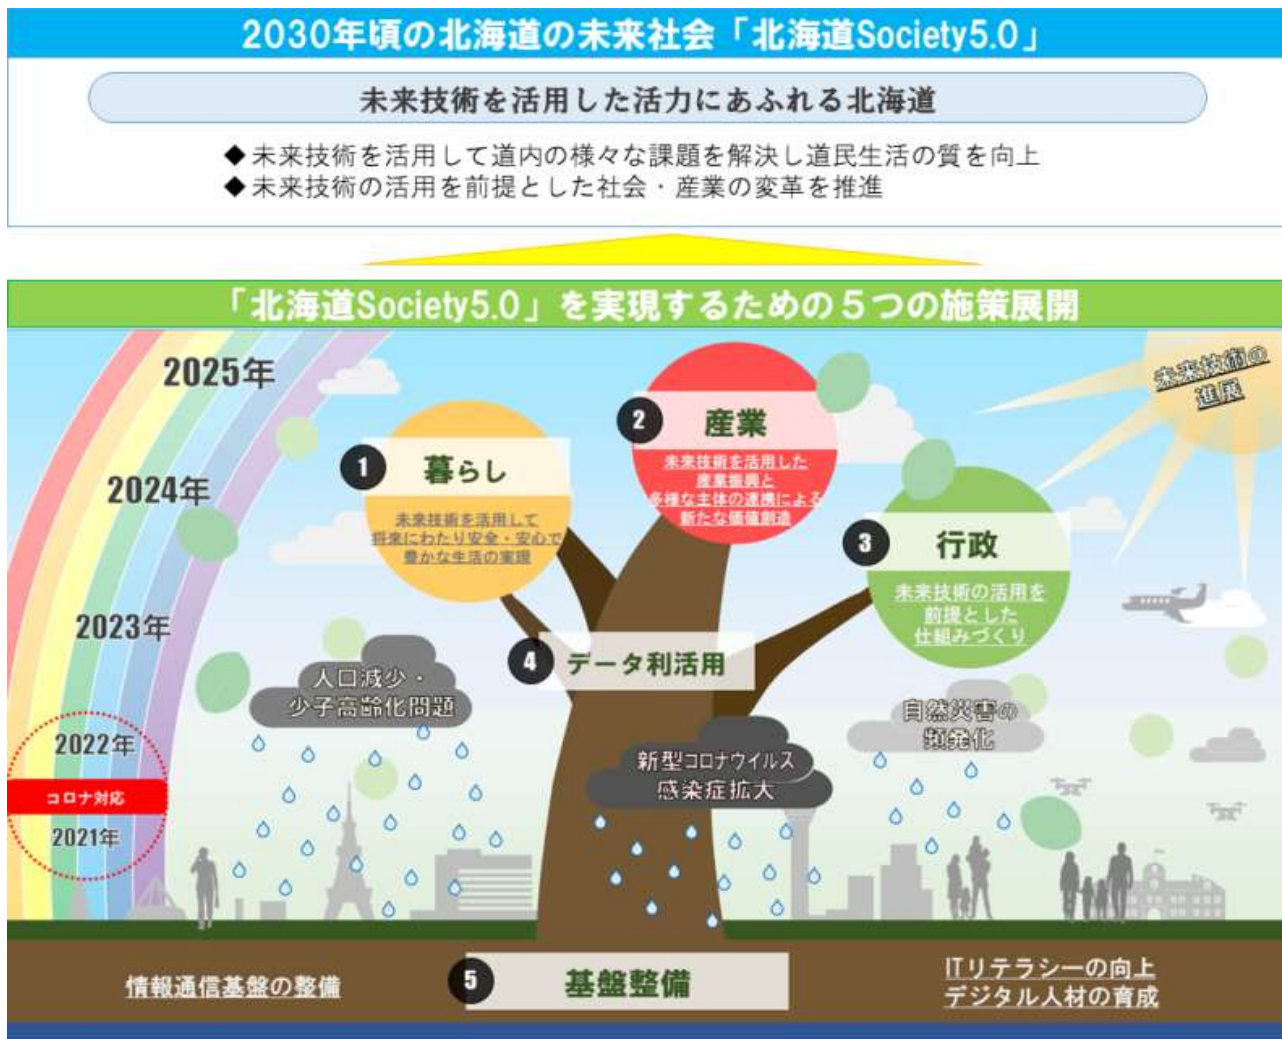 2030年頃の北海道の未来社会「北海道Society5.0」
未来技術を活用した活力にあふれる北海道
◆未来技術を活用して道内の様々な課題を解決し道民生活の質を向上
◆未来技術の活用を前提とした社会・産業の変革を推進
「北海道Society5.0」を実現するための５つの施策展開
2025年
2024年
2023年
2022年
コロナ対応
2021年
未来技術の
進展
1 暮らし
未来技術を活用して
将来にわたり安全・安心で
豊かな生活の実現
2 産業
未来技術を活用した
産業振興と
多様な主体の連携による
新たな価値創造
3 行政
未来技術の活用を
前提とした
仕組みづくり
4 データ利活用
人口減少・
少子高齢化問題
新型コロナウイルス
感染症拡大
自然災害の
頻発化
5 基盤整備
情報通信基盤の整備
ITリテラシーの向上
デジタル人材の育成